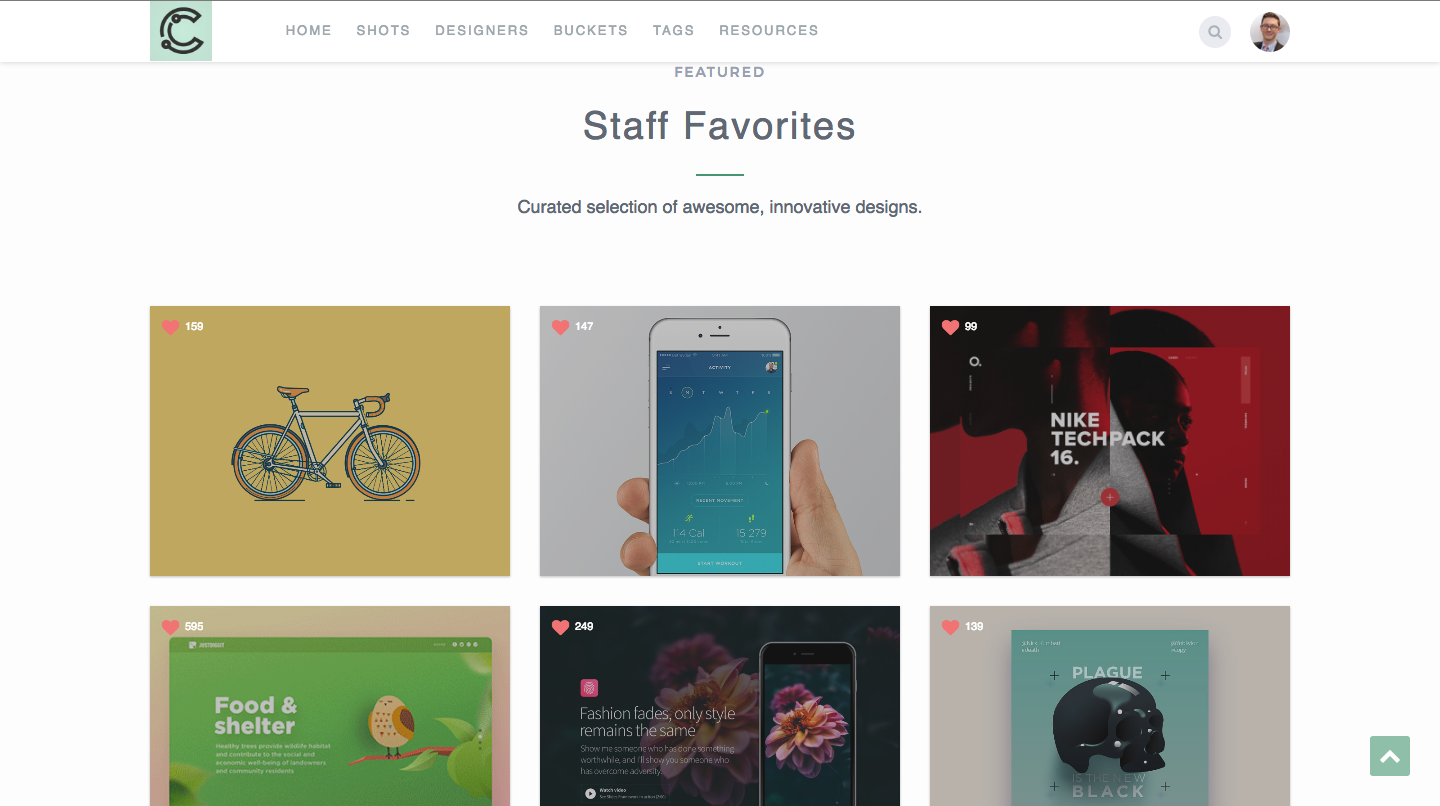 HOME SHOTS DESIGNERS BUCKETS TAGS RESOURCES
FEATURED
Staff Favorites
Curated selection of awesome, innovative designs.
159
147
ACTIVITY
S M T W T F S
RECENT MOVEMENT
114 Cal 15 279
START WORKOUT
99
O.
NIKE
TECHPACK
16.
595
Food &
shelter
Healthy trees provide wildlife habitat
and contribute to the social and
economic well-being of landowners
and community residents
249
Fashion fades, only style
remains the same
Show me someone who has done something
worthwhile, and I'll show you someone who
has overcome adversity.
Watch video
139
PLAGUE
IS THE NEW
BLACK